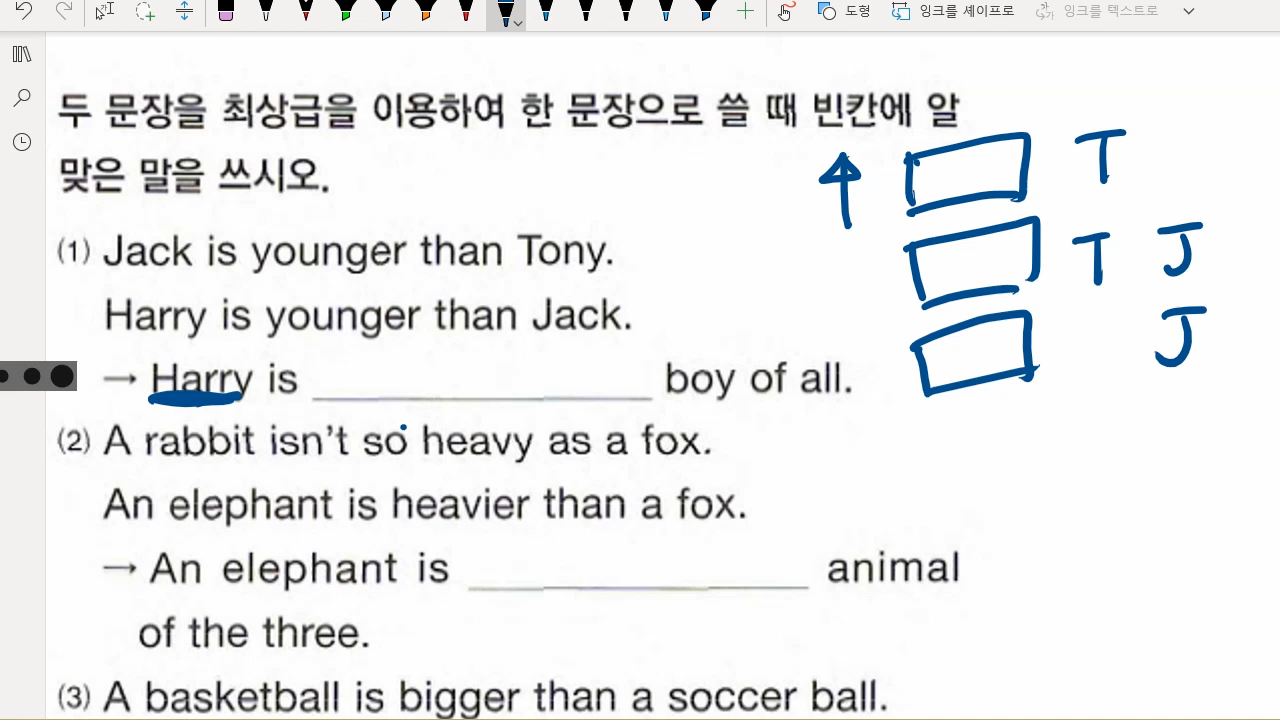 도형 잉크를 셰이프로 잉크를 텍스트로
두 문장을 최상급을 이용하여 한 문장으로 쓸 때 빈칸에 알
맞은 말을 쓰시오.
T
(1) Jack is younger than Tony.
T J
Harry is younger than Jack.
J
→ Harry is ______ boy of all.
(2) A rabbit isn't so heavy as a fox.
An elephant is heavier than a fox.
→ An elephant is ______ animal
of the three.
(3) A basketball is bigger than a soccer ball.